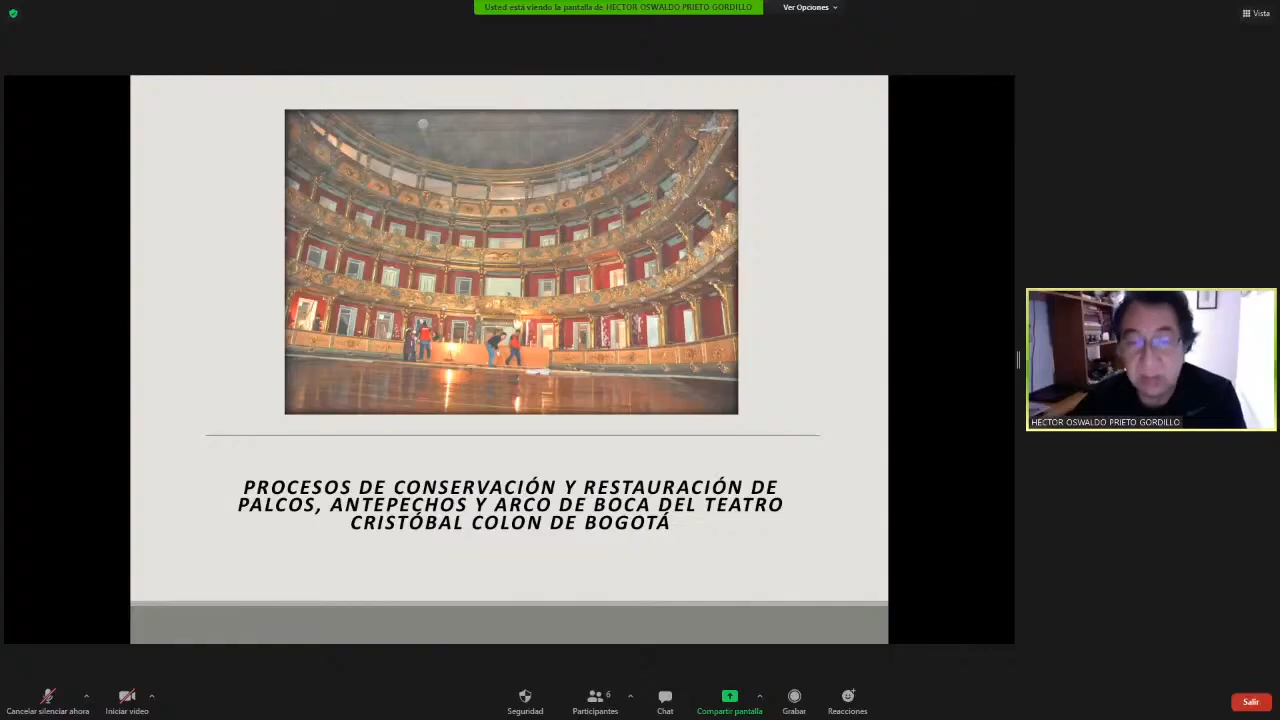 Usted está viendo la pantalla de HECTOR OSWALDO PRIETO GORDILLO
Ver Opciones
Vista
HECTOR OSWALDO PRIETO GORDILLO
PROCESOS DE CONSERVACIÓN Y RESTAURACIÓN DE
PALCOS, ANTEPECHOS Y ARCO DE BOCA DEL TEATRO
CRISTÓBAL COLON DE BOGOTÁ
Cancelar silenciar ahora
Iniciar video
Seguridad
Participantes
6
Chat
Compartir pantalla
Grabar
Reacciones
Salir